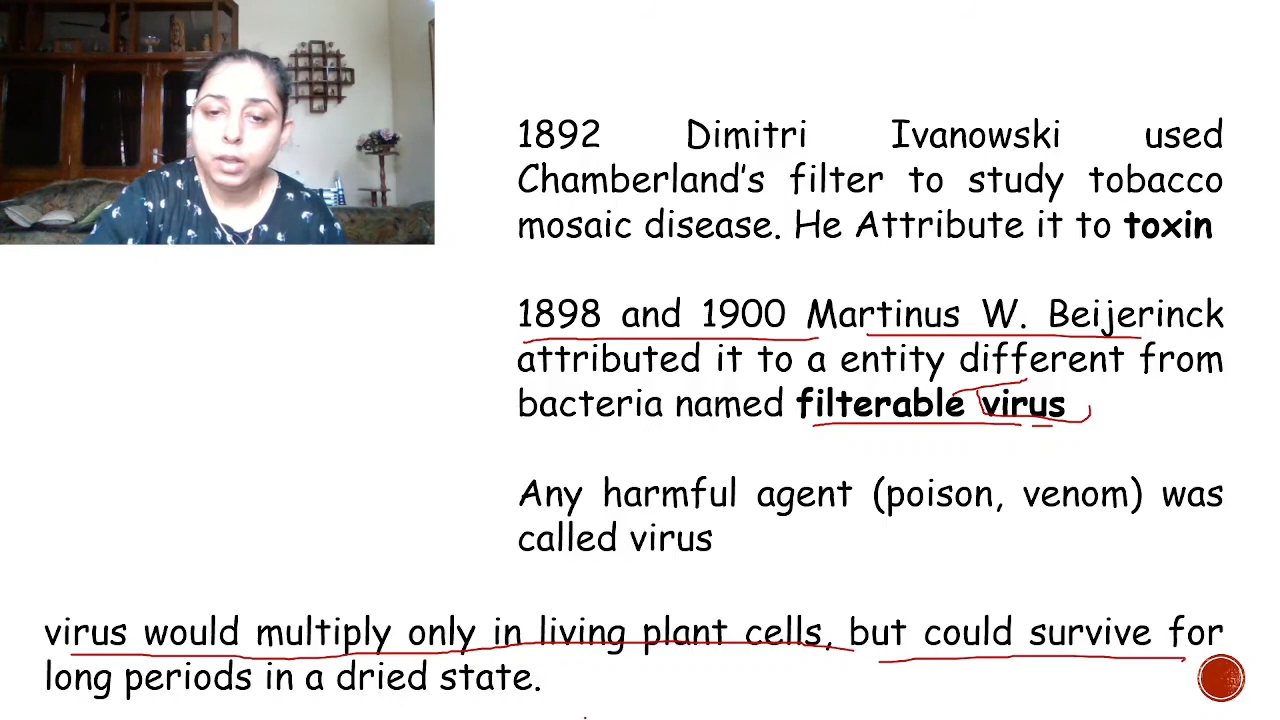 1892 Dimitri Ivanowski used
Chamberland's filter to study tobacco
mosaic disease. He Attribute it to toxin
1898 and 1900 Martinus W. Beijerinck
attributed it to a entity different from
bacteria named filterable virus
Any harmful agent (poison, venom) was
called virus
virus would multiply only in living plant cells, but could survive for
long periods in a dried state.